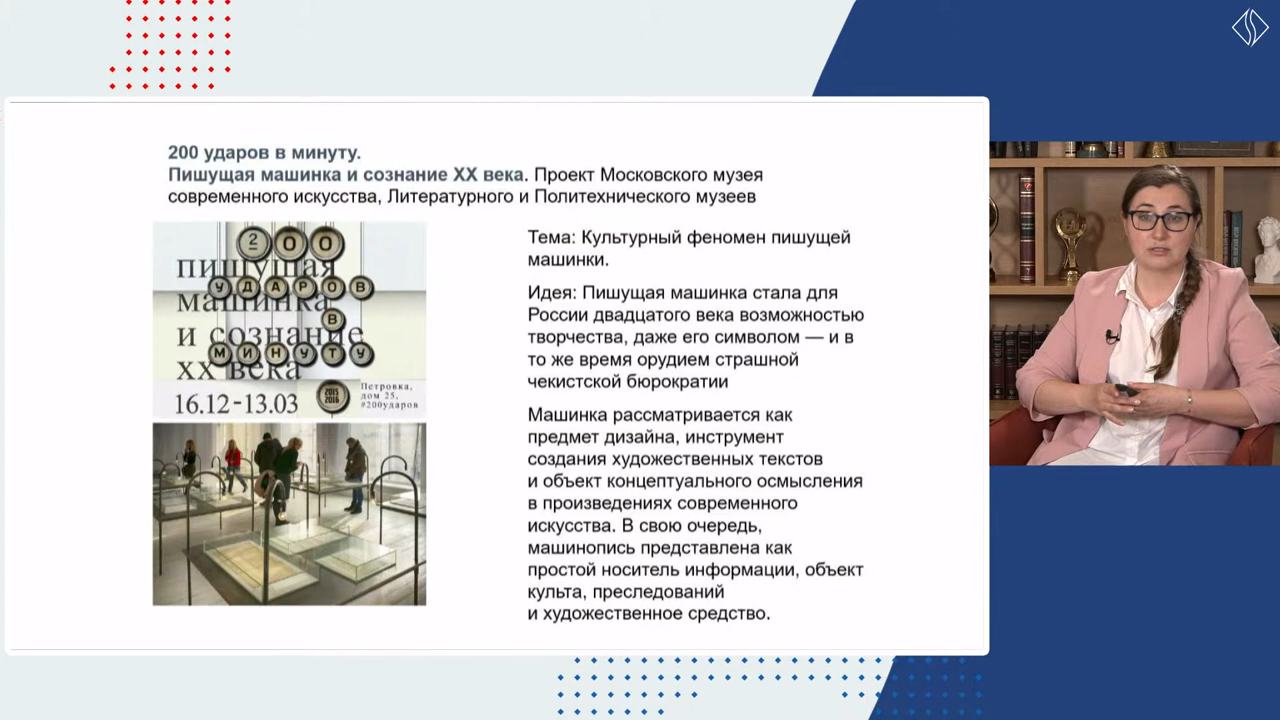 200 ударов в минуту.
Пишущая машинка и сознание XX века. Проект Московского музея
современного искусства, Литературного и Политехнического музеев
2 0 0
пишущая
У Д А Р О В
машинка
В
и сознание
М И Н У Т У
xx века
16.12-13.03
2015
2016
Петровка,
дом 25,
#200ударов
Тема: Культурный феномен пишущей
машинки.
Идея: Пишущая машинка стала для
России двадцатого века возможностью
творчества, даже его символом — и в
то же время орудием страшной
чекистской бюрократии
Машинка рассматривается как
предмет дизайна, инструмент
создания художественных текстов
и объект концептуального осмысления
в произведениях современного
искусства. В свою очередь,
машинопись представлена как
простой носитель информации, объект
культа, преследований
и художественное средство.